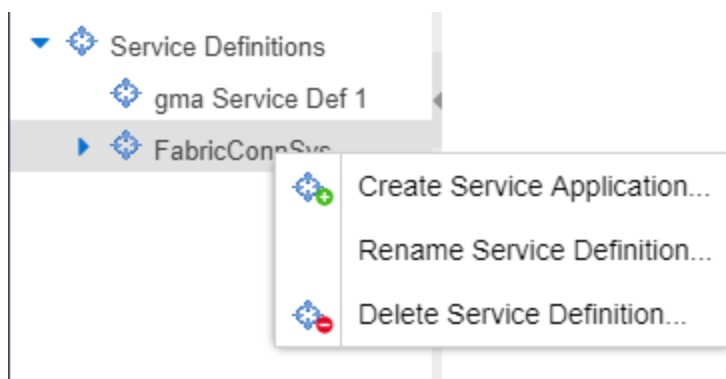 Service Definitions
gma Service Def 1
FabricConnSys
Create Service Application...
Rename Service Definition...
Delete Service Definition...